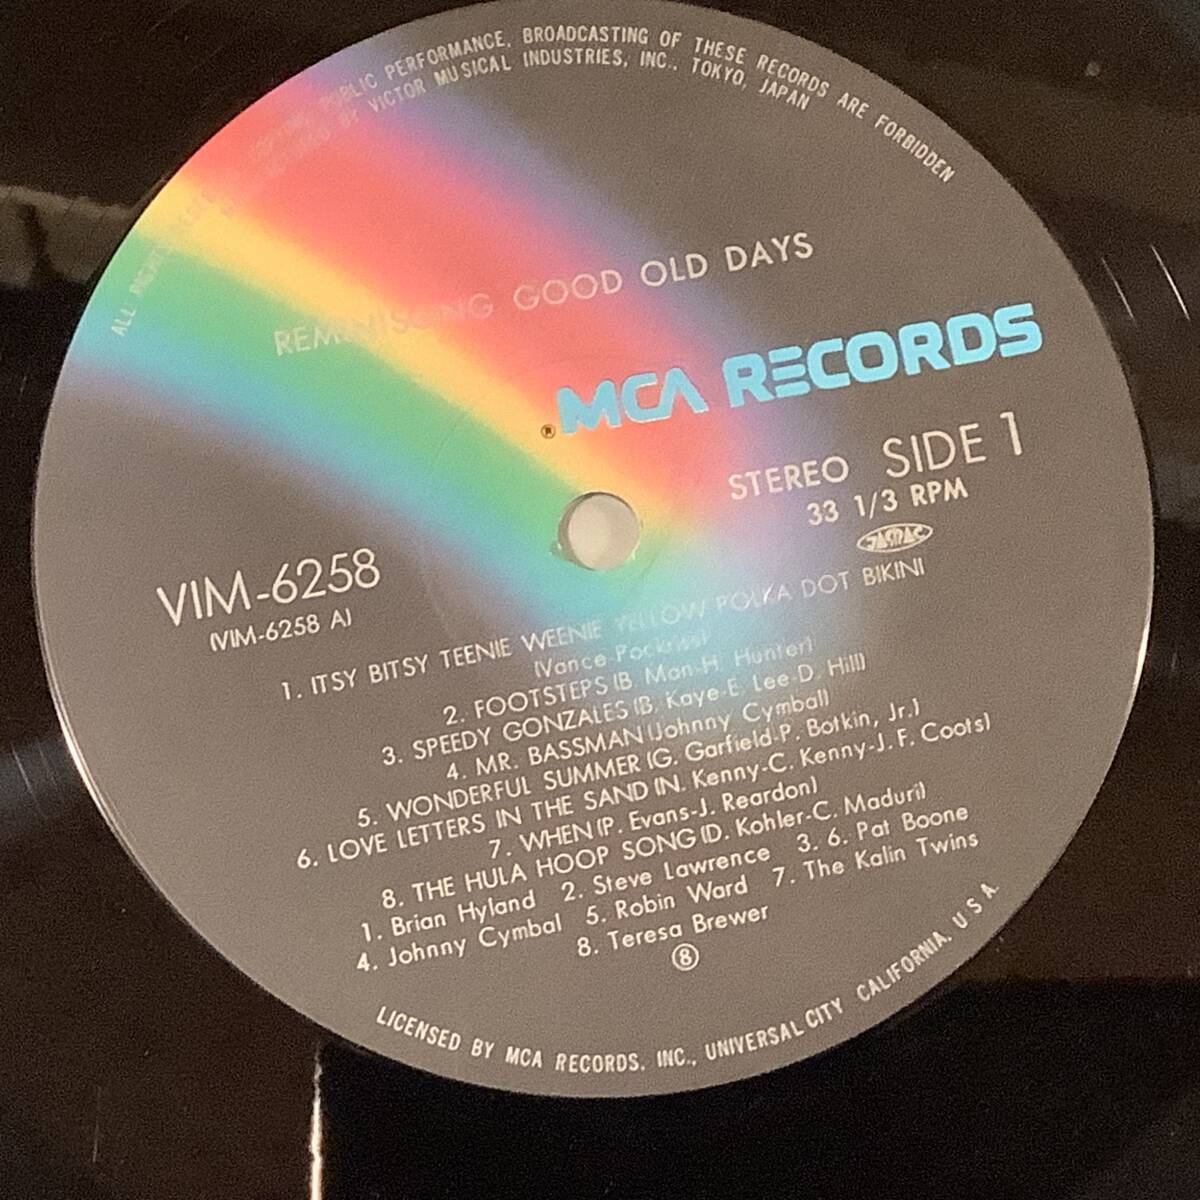 ALL RIGHTS PUBLIC PERFORMANCE, BROADCASTING OF THESE RECORDS ARE FORBIDDEN
BY VICTOR MUSICAL INDUSTRIES, INC., TOKYO, JAPAN
REMINISCING GOOD OLD DAYS
MCA RECORDS
®
STEREO SIDE 1
33 1/3 RPM
JASRAC
VIM-6258
(VIM-6258 A)
1. ITSY BITSY TEENIE WEENIE YELLOW POLKA DOT BIKINI
(Vance-Pockriss)
2. FOOTSTEPS (B. Man-H. Hunter)
3. SPEEDY GONZALES (B. Kaye-E. Lee-D. Hill)
4. MR. BASSMAN (Johnny Cymbal)
5. WONDERFUL SUMMER (G. Garfield-P. Botkin, Jr.)
6. LOVE LETTERS IN THE SAND (N. Kenny-C. Kenny-J. F. Coots)
7. WHEN (P. Evans-J. Reardon)
8. THE HULA HOOP SONG (D. Kohler-C. Maduri)
1. Brian Hyland 2. Steve Lawrence 3. 6. Pat Boone
4. Johnny Cymbal 5. Robin Ward 7. The Kalin Twins
8. Teresa Brewer
⑧
LICENSED BY MCA RECORDS, INC., UNIVERSAL CITY CALIFORNIA, U S A.